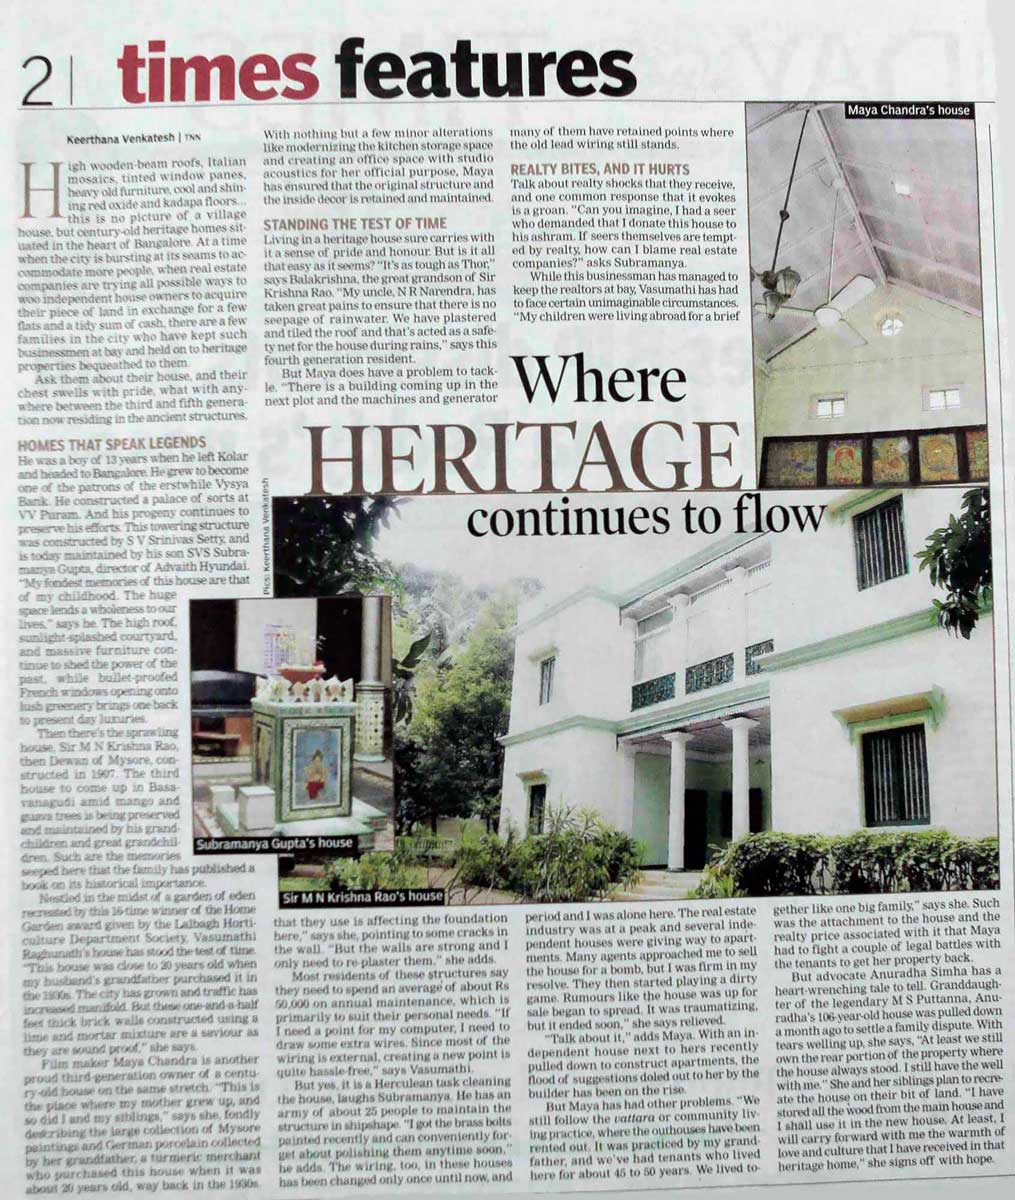 2
times features
Keerthana Venkatesh | TNN
High wooden-beam roofs, Italian
mosaics, tinted window panes,
heavy old furniture, cool and shin-
ing red oxide and kadapa floors...
this is no picture of a village
house, but century-old heritage homes sit-
uated in the heart of Bangalore. At a time
when the city is bursting at its seams to ac-
commodate more people, when real estate
companies are trying all possible ways to
woo independent house owners to acquire
their piece of land in exchange for a few
flats and a tidy sum of cash, there are a few
families in the city who have kept such
businessmen at bay and held on to heritage
properties bequeathed to them.
Ask them about their house, and their
chest swells with pride, what with any-
where between the third and fifth genera-
tion now residing in the ancient structures.
HOMES THAT SPEAK LEGENDS
He was a boy of 13 years when he left Kolar
and headed to Bangalore. He grew to become
one of the patrons of the erstwhile Vysya
Bank. He constructed a palace of sorts at
VV Puram. And his progeny continues to
preserve his efforts. This towering structure
was constructed by S V Srinivas Setty, and
is today maintained by his son SVS Subra-
manya Gupta, director of Advaith Hyundai.
"My fondest memories of this house are that
of my childhood. The huge
space lends a wholeness to our
lives," says he. The high roof,
sunlight-splashed courtyard,
and massive furniture con-
tinue to shed the power of the
past, while bullet-proofed
French windows opening onto
lush greenery brings one back
to present day luxuries.
Then there's the sprawling
house, Sir M N Krishna Rao,
then Dewan of Mysore, con-
structed in 1907. The third
house to come up in Basa-
vanagudi amid mango and
guava trees is being preserved
and maintained by his grand-
children and great grandchil-
dren. Such are the memories
seeped here that the family has published a
book on its historical importance.
Nestled in the midst of a garden of eden
recreated by this 16-time winner of the Home
Garden award given by the Lalbagh Horti-
culture Department Society, Vasumathi
Raghunath's house has stood the test of time.
"This house was close to 20 years old when
my husband's grandfather purchased it in
the 1930s. The city has grown and traffic has
increased manifold. But these one-and-a-half
feet thick brick walls constructed using a
lime and mortar mixture are a saviour as
they are sound proof," she says.
Film maker Maya Chandra is another
proud third-generation owner of a centu-
ry-old house on the same stretch. "This is
the place where my mother grew up, and
so did I and my siblings," says she, fondly
describing the large collection of Mysore
paintings and German porcelain collected
by her grandfather, a turmeric merchant
who purchased this house when it was
about 20 years old, way back in the 1930s.
With nothing but a few minor alterations
like modernizing the kitchen storage space
and creating an office space with studio
acoustics for her official purpose, Maya
has ensured that the original structure and
the inside decor is retained and maintained.
STANDING THE TEST OF TIME
Living in a heritage house sure carries with
it a sense of pride and honour. But is it all
that easy as it seems? "It's as tough as Thor,"
says Balakrishna, the great grandson of Sir
Krishna Rao. "My uncle, N R Narendra, has
taken great pains to ensure that there is no
seepage of rainwater. We have plastered
and tiled the roof and that's acted as a safe-
ty net for the house during rains," says this
fourth generation resident.
But Maya does have a problem to tack-
le. "There is a building coming up in the
next plot and the machines and generator
that they use is affecting the foundation
here," says she, pointing to some cracks in
the wall. "But the walls are strong and I
only need to re-plaster them," she adds.
Most residents of these structures say
they need to spend an average of about Rs
50,000 on annual maintenance, which is
primarily to suit their personal needs. "If
I need a point for my computer, I need to
draw some extra wires. Since most of the
wiring is external, creating a new point is
quite hassle-free," says Vasumathi.
But yes, it is a Herculean task cleaning
the house, laughs Subramanya. He has an
army of about 25 people to maintain the
structure in shipshape. "I got the brass bolts
painted recently and can conveniently for-
get about polishing them anytime soon,"
he adds. The wiring, too, in these houses
has been changed only once until now, and
many of them have retained points where
the old lead wiring still stands.
REALTY BITES, AND IT HURTS
Talk about realty shocks that they receive,
and one common response that it evokes
is a groan. "Can you imagine, I had a seer
who demanded that I donate this house to
his ashram. If seers themselves are tempt-
ed by realty, how can I blame real estate
companies?" asks Subramanya.
While this businessman has managed to
keep the realtors at bay, Vasumathi has had
to face certain unimaginable circumstances.
"My children were living abroad for a brief
period and I was alone here. The real estate
industry was at a peak and several inde-
pendent houses were giving way to apart-
ments. Many agents approached me to sell
the house for a bomb, but I was firm in my
resolve. They then started playing a dirty
game. Rumours like the house was up for
sale began to spread. It was traumatizing,
but it ended soon," she says relieved.
"Talk about it," adds Maya. With an in-
dependent house next to hers recently
pulled down to construct apartments, the
flood of suggestions doled out to her by the
builder has been on the rise.
But Maya has had other problems. "We
still follow the vattara or community liv-
ing practice, where the outhouses have been
rented out. It was practiced by my grand-
father, and we've had tenants who lived
here for about 45 to 50 years. We lived to-
gether like one big family," says she. Such
was the attachment to the house and the
realty price associated with it that Maya
had to fight a couple of legal battles with
the tenants to get her property back.
But advocate Anuradha Simha has a
heart-wrenching tale to tell. Granddaugh-
ter of the legendary M S Puttanna, Anu-
radha's 106-year-old house was pulled down
a month ago to settle a family dispute. With
tears welling up, she says, "At least we still
own the rear portion of the property where
the house always stood. I still have the well
with me." She and her siblings plan to recre-
ate the house on their bit of land. "I have
stored all the wood from the main house and
I shall use it in the new house. At least, I
will carry forward with me the warmth of
love and culture that I have received in that
heritage home," she signs off with hope.
Where
HERITAGE
continues to flow
Maya Chandra's house
Pics: Keerthana Venkatesh
Subramanya Gupta's house
Sir M N Krishna Rao's house